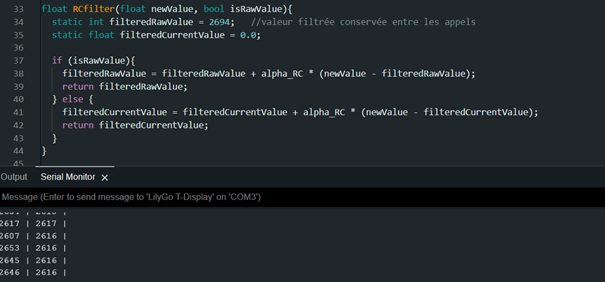 33 float RCfilter(float newValue, bool isRawValue){
34 static int filteredRawValue = 2694; //valeur filtrée conservée entre les appels
35 static float filteredCurrentValue = 0.0;
36
37 if (isRawValue){
38 filteredRawValue = filteredRawValue + alpha_RC * (newValue - filteredRawValue);
39 return filteredRawValue;
40 } else {
41 filteredCurrentValue = filteredCurrentValue + alpha_RC * (newValue - filteredCurrentValue);
42 return filteredCurrentValue;
43 }
44 }
45
Output Serial Monitor ×
Message (Enter to send message to 'LilyGo T-Display' on 'COM3')
2617 | 2617 |
2607 | 2616 |
2653 | 2616 |
2645 | 2616 |
2646 | 2616 |